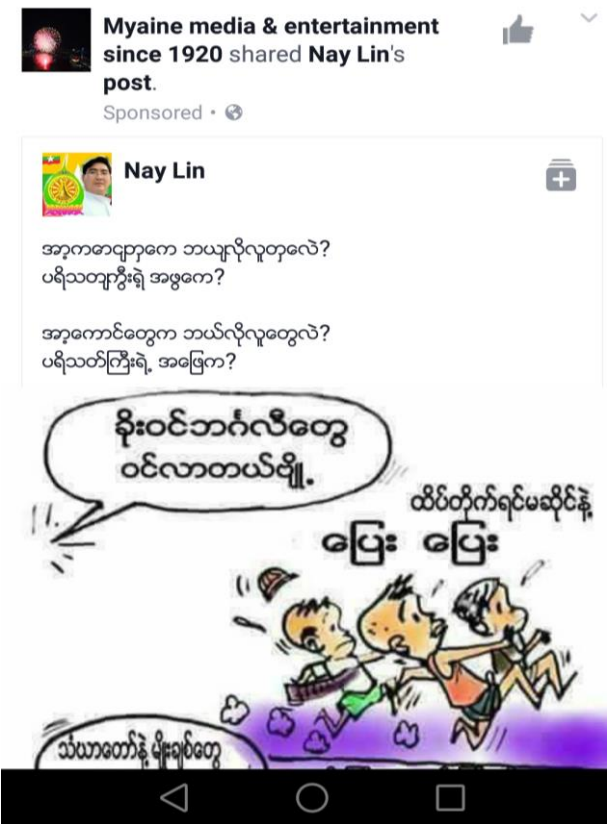 Myaine media & entertainment
since 1920 shared Nay Lin's
post.
Sponsored ·
Nay Lin
အာ့ကောငျတှကေ ဘယျလိုလူတှလေဲ?
ပရိသတျကွီးရဲ့ အဖွကေ?
အာ့ကောင်တွေက ဘယ်လိုလူတွေလဲ?
ပရိသတ်ကြီးရဲ့ အဖြေက?
ခိုးဝင်ဘင်္ဂလီတွေ
ဝင်လာတယ်ဗျို့
ထိပ်တိုက်ရင်မဆိုင်နဲ့
ပြေး ပြေး
သံဃာတော်နဲ့ မျိုးချစ်တွေ